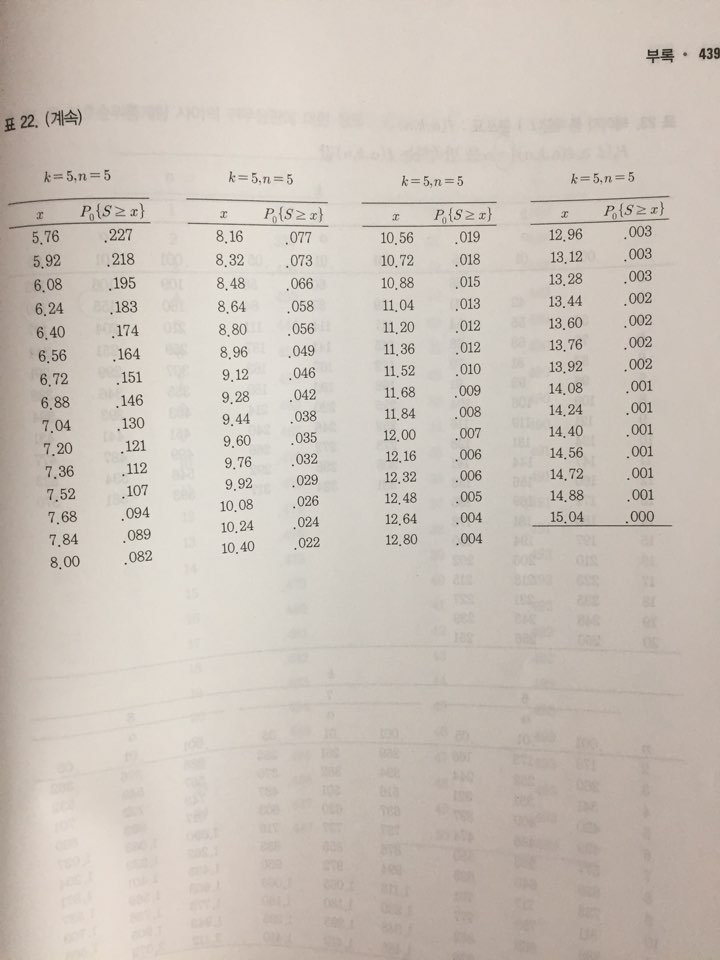 부록 • 439
표 22. (계속)
k=5,n=5 k=5,n=5 k=5,n=5 k=5,n=5
x P₀{S≥x} x P₀{S≥x} x P₀{S≥x} x P₀{S≥x}
5.76 .227 8.16 .077 10.56 .019 12.96 .003
5.92 .218 8.32 .073 10.72 .018 13.12 .003
6.08 .195 8.48 .066 10.88 .015 13.28 .003
6.24 .183 8.64 .058 11.04 .013 13.44 .002
6.40 .174 8.80 .056 11.20 .012 13.60 .002
6.56 .164 8.96 .049 11.36 .012 13.76 .002
6.72 .151 9.12 .046 11.52 .010 13.92 .002
6.88 .146 9.28 .042 11.68 .009 14.08 .001
7.04 .130 9.44 .038 11.84 .008 14.24 .001
7.20 .121 9.60 .035 12.00 .007 14.40 .001
7.36 .112 9.76 .032 12.16 .006 14.56 .001
7.52 .107 9.92 .029 12.32 .006 14.72 .001
7.68 .094 10.08 .026 12.48 .005 14.88 .001
7.84 .089 10.24 .024 12.64 .004 15.04 .000
8.00 .082 10.40 .022 12.80 .004